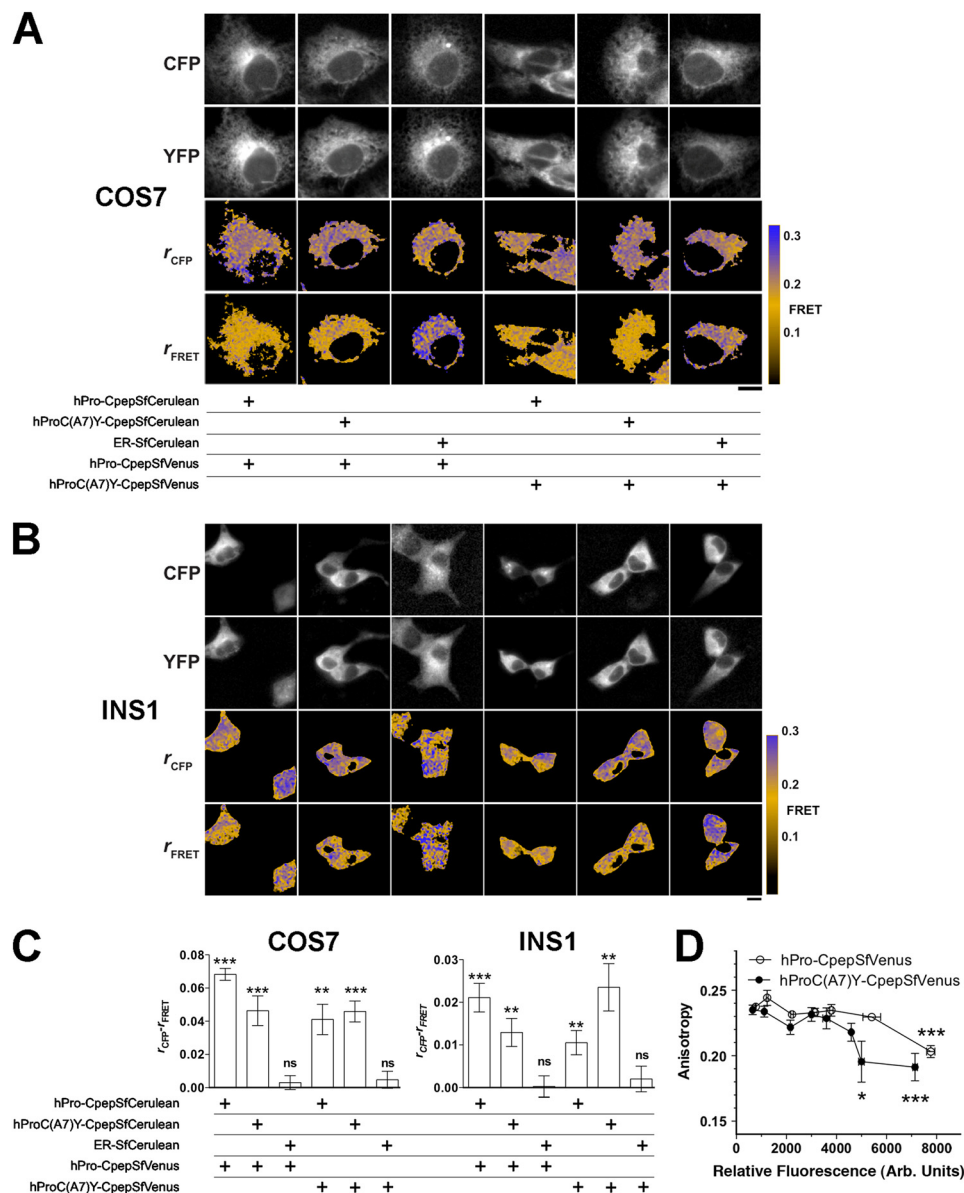 A
CFP
YFP
COS7
rCFP
rFRET
0.3
0.2
FRET
0.1
hPro-CpepSfCerulean + +
hProC(A7)Y-CpepSfCerulean + +
ER-SfCerulean + +
hPro-CpepSfVenus + + +
hProC(A7)Y-CpepSfVenus + + +
B
CFP
YFP
INS1
rCFP
rFRET
0.3
0.2
FRET
0.1
C
COS7
INS1
rCFP-rFRET
0.08
0.06
0.04
0.02
0.00
*** *** ns ** *** ns
rCFP-rFRET
0.03
0.02
0.01
0.00
*** ** ns ** ** ns
hPro-CpepSfCerulean + + + +
hProC(A7)Y-CpepSfCerulean + + + +
ER-SfCerulean + + + +
hPro-CpepSfVenus + + + + + +
hProC(A7)Y-CpepSfVenus + + + + + +
D
hPro-CpepSfVenus
hProC(A7)Y-CpepSfVenus
Anisotropy
0.25
0.20
0.15
***
* ***
0 2000 4000 6000 8000
Relative Fluorescence (Arb. Units)